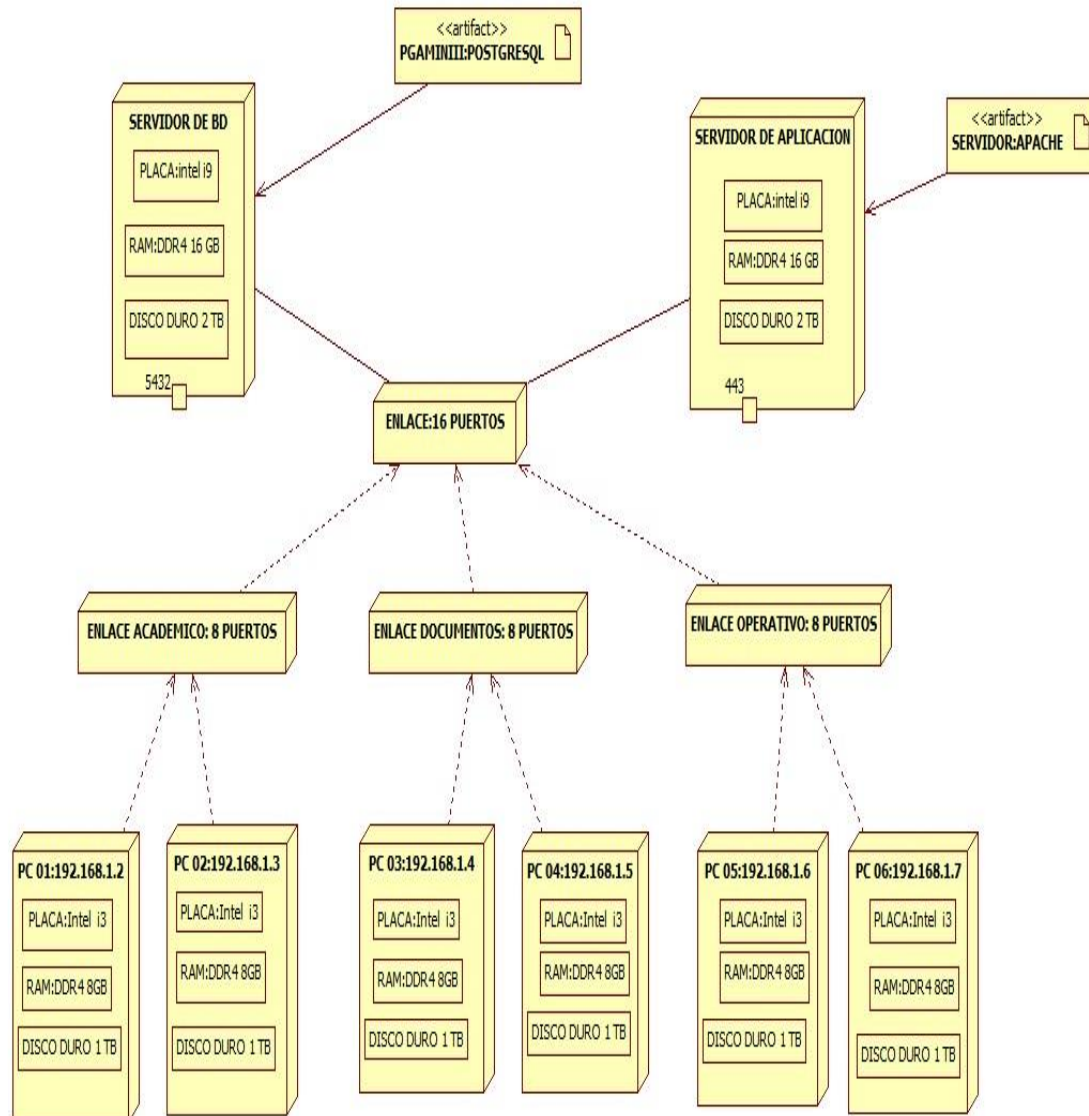 <<artifact>>
PGAMINIII:POSTGRESQL
SERVIDOR DE BD
PLACA:intel i9
RAM:DDR4 16 GB
DISCO DURO 2 TB
5432
<<artifact>>
SERVIDOR:APACHE
SERVIDOR DE APLICACION
PLACA:intel i9
RAM:DDR4 16 GB
DISCO DURO 2 TB
443
ENLACE:16 PUERTOS
ENLACE ACADEMICO: 8 PUERTOS
ENLACE DOCUMENTOS: 8 PUERTOS
ENLACE OPERATIVO: 8 PUERTOS
PC 01:192.168.1.2
PLACA:Intel i3
RAM:DDR4 8GB
DISCO DURO 1 TB
PC 02:192.168.1.3
PLACA:Intel i3
RAM:DDR4 8GB
DISCO DURO 1 TB
PC 03:192.168.1.4
PLACA:Intel i3
RAM:DDR4 8GB
DISCO DURO 1 TB
PC 04:192.168.1.5
PLACA:Intel i3
RAM:DDR4 8GB
DISCO DURO 1 TB
PC 05:192.168.1.6
PLACA:Intel i3
RAM:DDR4 8GB
DISCO DURO 1 TB
PC 06:192.168.1.7
PLACA:Intel i3
RAM:DDR4 8GB
DISCO DURO 1 TB